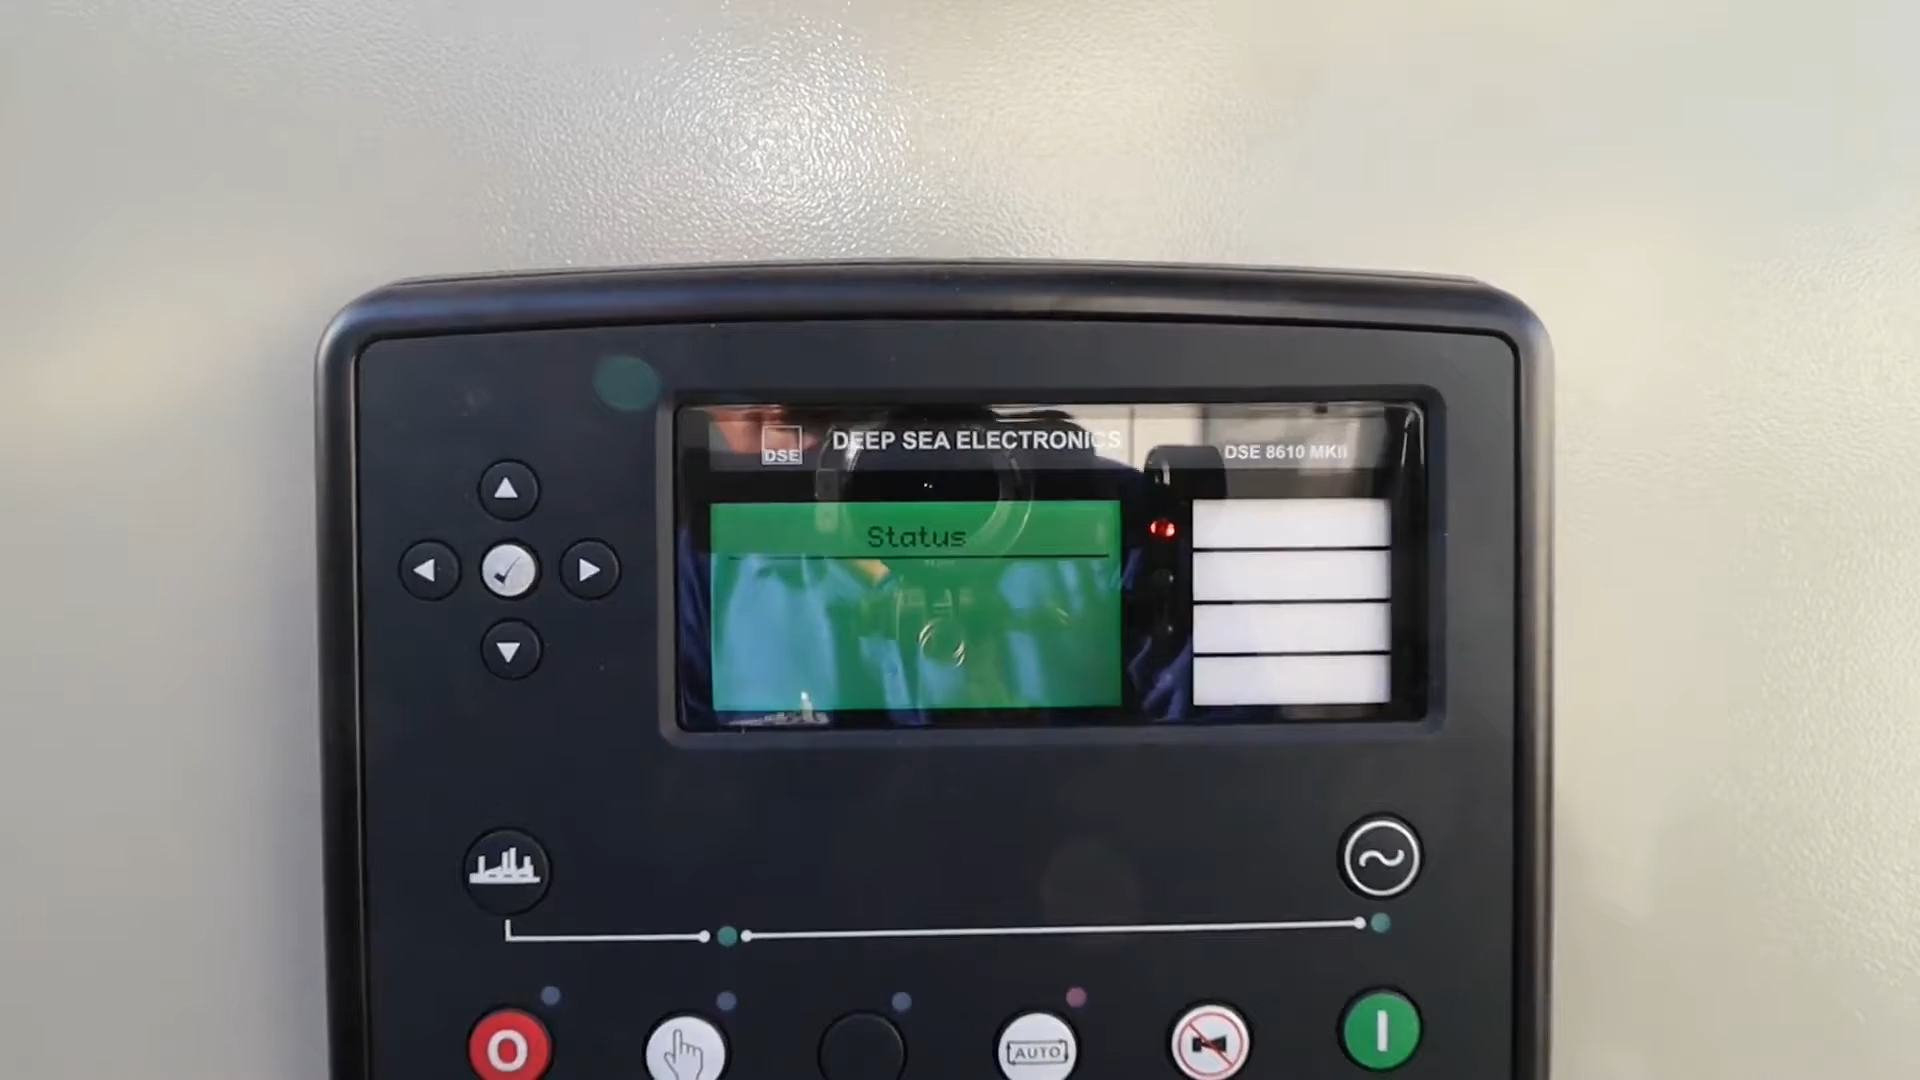 DSE
DEEP SEA ELECTRONICS
DSE 8610 MKII
Status
O
AUTO
I